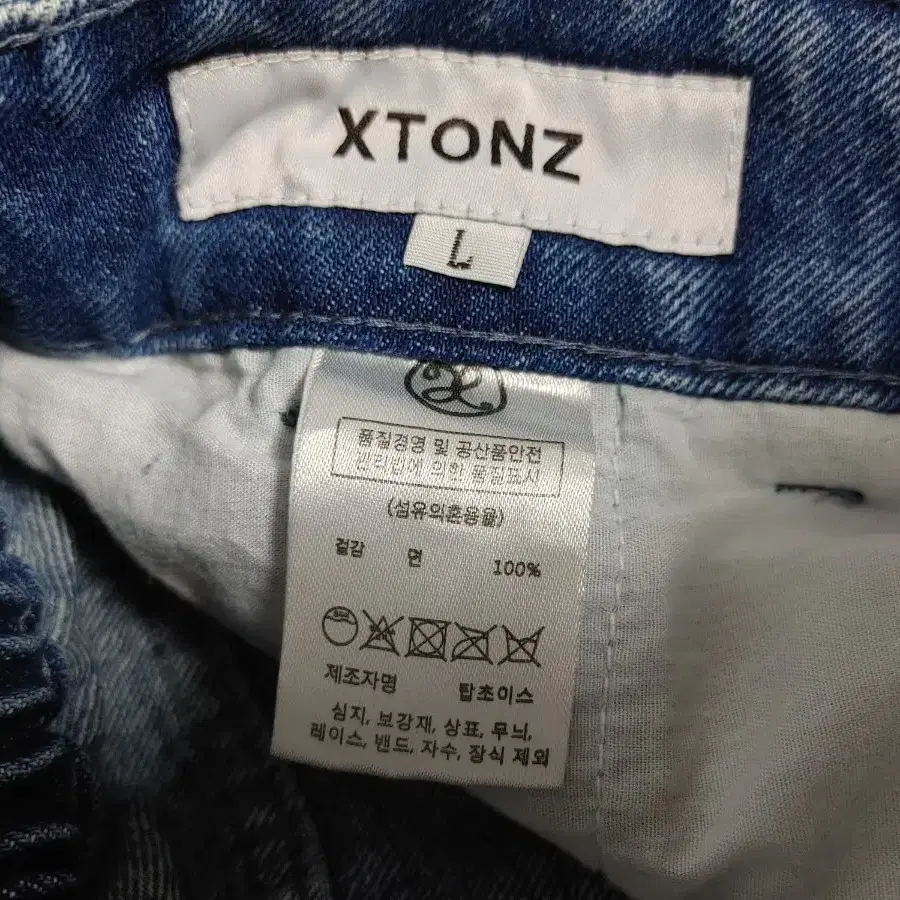 XTONZ
L
품질경영 및 공산품안전
관리법에 의한 품질표시
(섬유의혼용율)
겉감 면 100%
제조자명 탑초이스
심지, 보강재, 상표, 무늬,
레이스, 밴드, 자수, 장식 제외